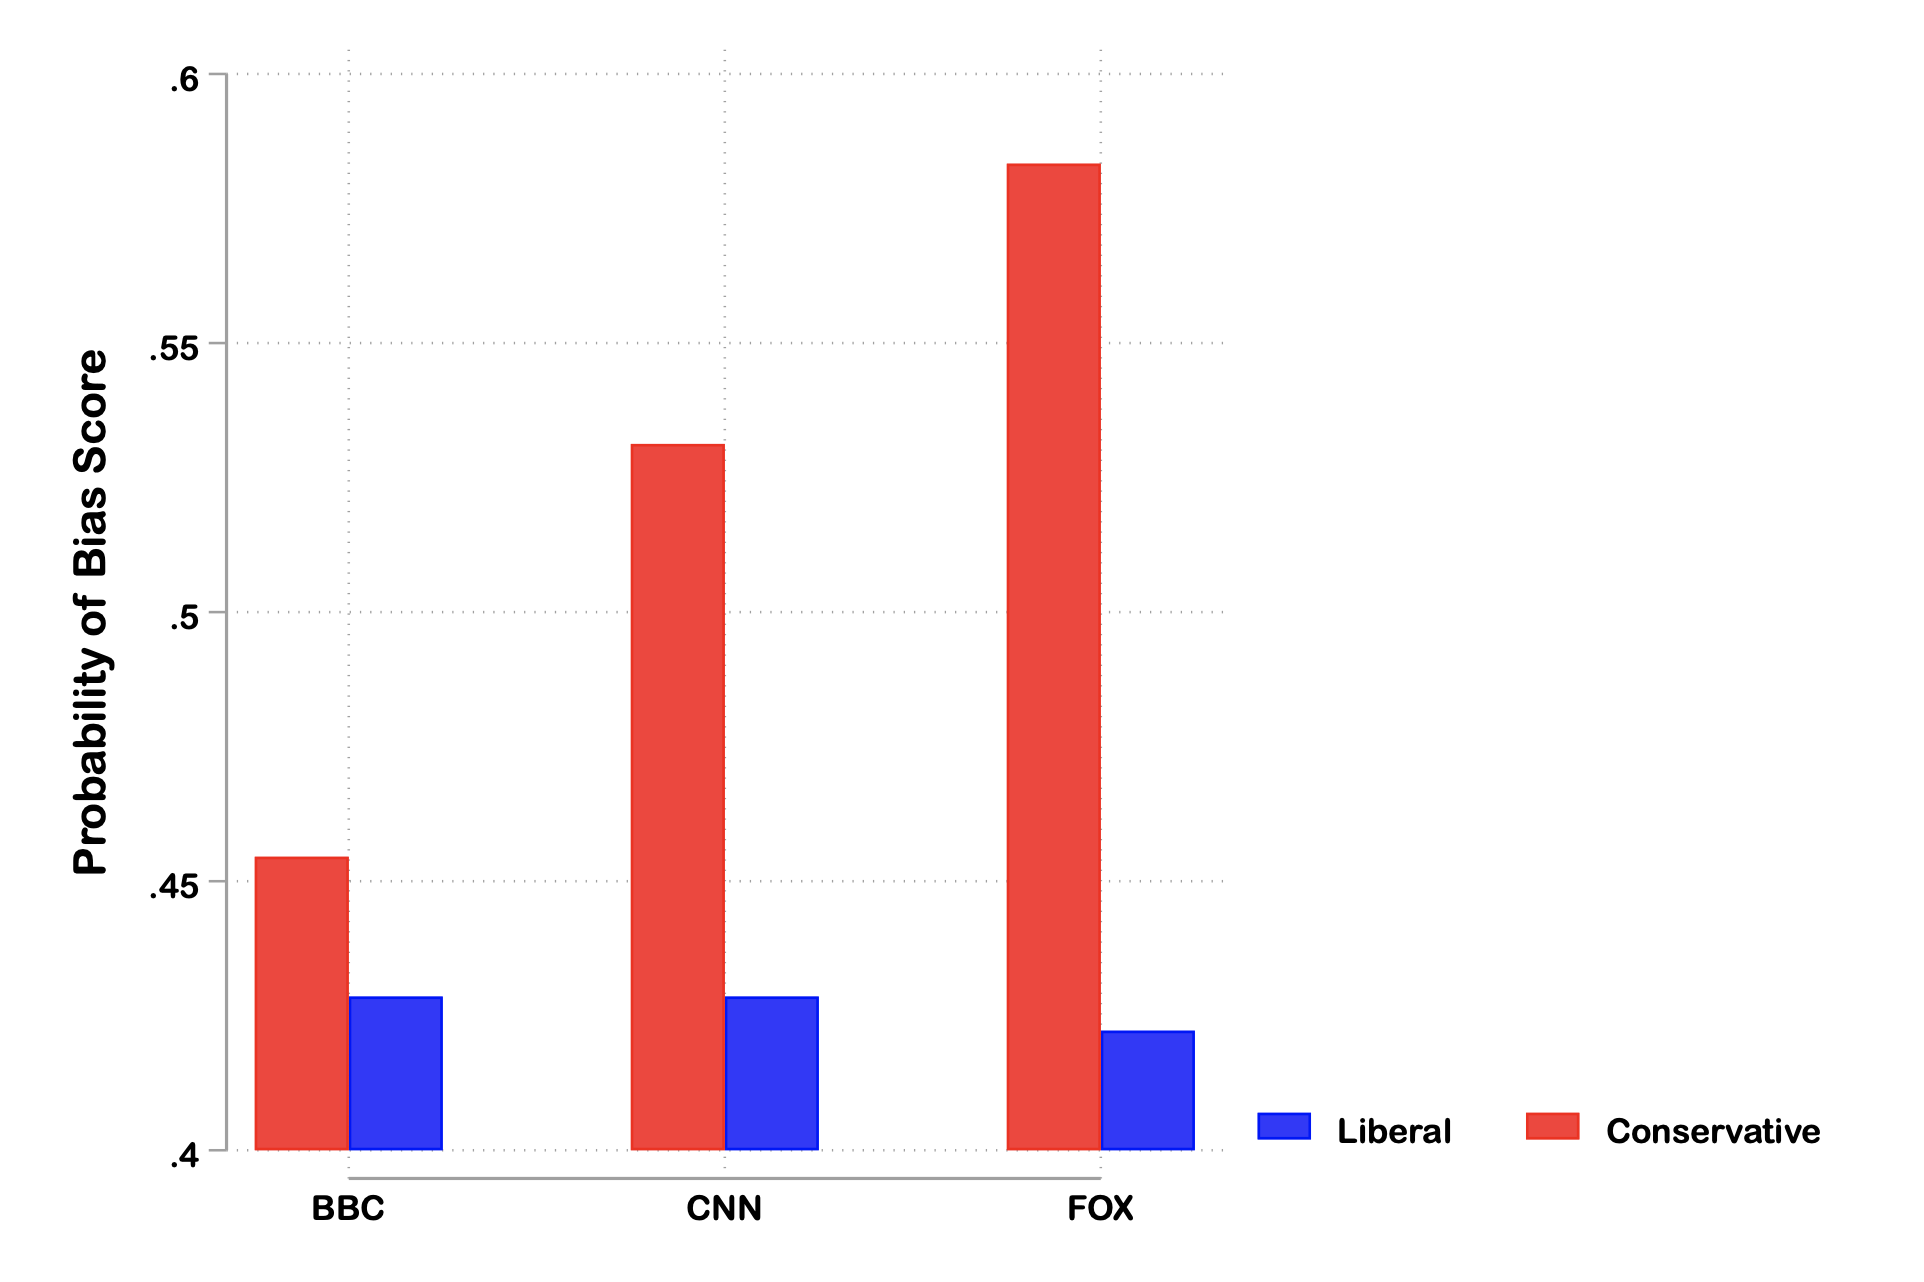 Probability of Bias Score
.6
.55
.5
.45
.4
BBC CNN FOX
Liberal Conservative